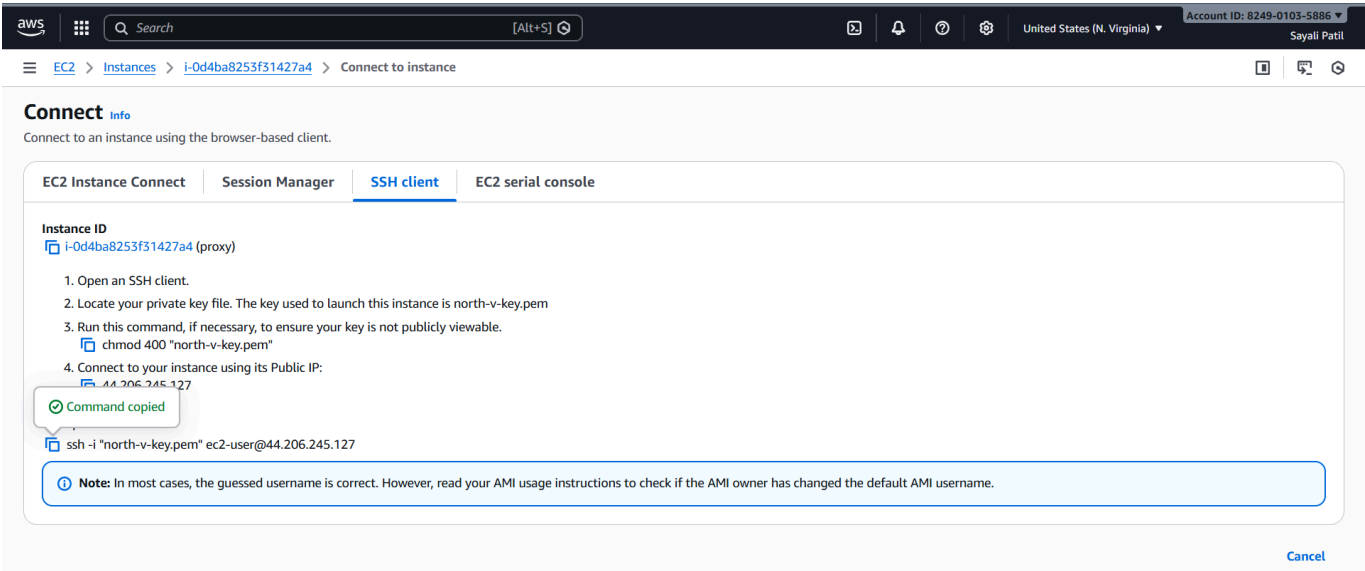 aws
Search
[Alt+S]
United States (N. Virginia)
Account ID: 8249-0103-5886
Sayali Patil
EC2 > Instances > i-0d4ba8253f31427a4 > Connect to instance
Connect Info
Connect to an instance using the browser-based client.
EC2 Instance Connect
Session Manager
SSH client
EC2 serial console
Instance ID
i-0d4ba8253f31427a4 (proxy)
1. Open an SSH client.
2. Locate your private key file. The key used to launch this instance is north-v-key.pem
3. Run this command, if necessary, to ensure your key is not publicly viewable.
chmod 400 "north-v-key.pem"
4. Connect to your instance using its Public IP:
44.206.245.127
Command copied
ssh -i "north-v-key.pem" ec2-user@44.206.245.127
Note: In most cases, the guessed username is correct. However, read your AMI usage instructions to check if the AMI owner has changed the default AMI username.
Cancel